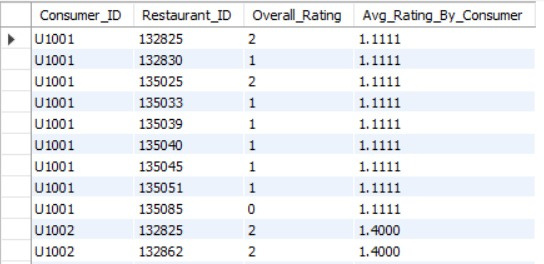 Consumer_ID Restaurant_ID Overall_Rating Avg_Rating_By_Consumer
U1001 132825 2 1.1111
U1001 132830 1 1.1111
U1001 135025 2 1.1111
U1001 135033 1 1.1111
U1001 135039 1 1.1111
U1001 135040 1 1.1111
U1001 135045 1 1.1111
U1001 135051 1 1.1111
U1001 135085 0 1.1111
U1002 132825 2 1.4000
U1002 132862 2 1.4000